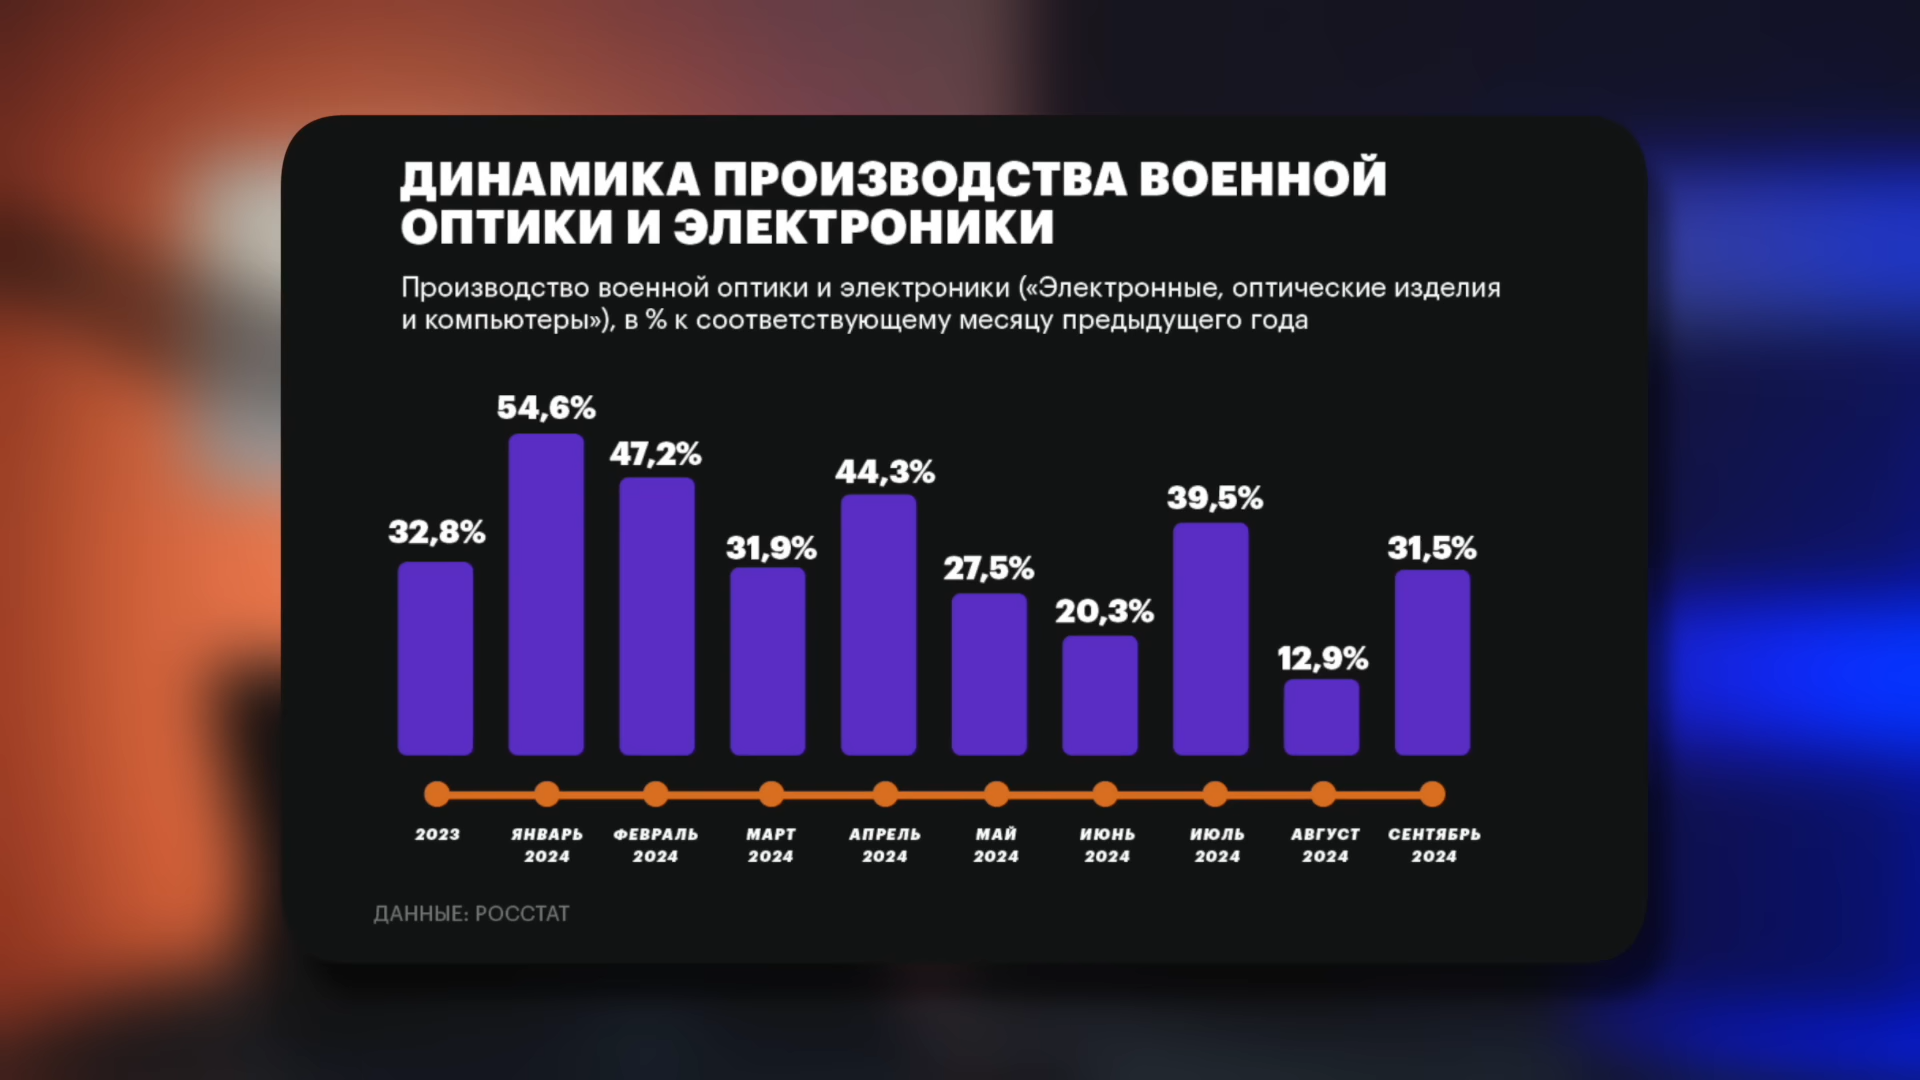 ДИНАМИКА ПРОИЗВОДСТВА ВОЕННОЙ
ОПТИКИ И ЭЛЕКТРОНИКИ
Производство военной оптики и электроники («Электронные, оптические изделия
и компьютеры»), в % к соответствующему месяцу предыдущего года
32,8%
54,6%
47,2%
31,9%
44,3%
27,5%
20,3%
39,5%
12,9%
31,5%
2023
ЯНВАРЬ
2024
ФЕВРАЛЬ
2024
МАРТ
2024
АПРЕЛЬ
2024
МАЙ
2024
ИЮНЬ
2024
ИЮЛЬ
2024
АВГУСТ
2024
СЕНТЯБРЬ
2024
ДАННЫЕ: РОССТАТ